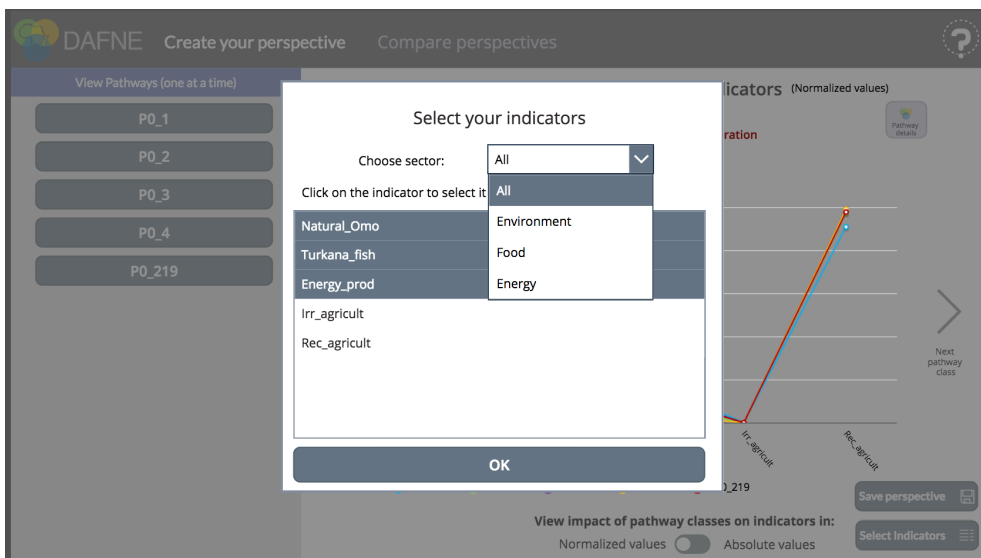 DAFNE Create your perspective Compare perspectives
?
View Pathways (one at a time)
P0_1
P0_2
P0_3
P0_4
P0_219
icators (Normalized values)
ration
Pathway
details
Select your indicators
Choose sector: All
Click on the indicator to select it
All
Environment
Food
Energy
Natural_Omo
Turkana_fish
Energy_prod
Irr_agricult
Rec_agricult
OK
Next
pathway
class
Irr_agricult
Rec_agricult
0_219
Save perspective
View impact of pathway classes on indicators in:
Normalized values Absolute values
Select Indicators